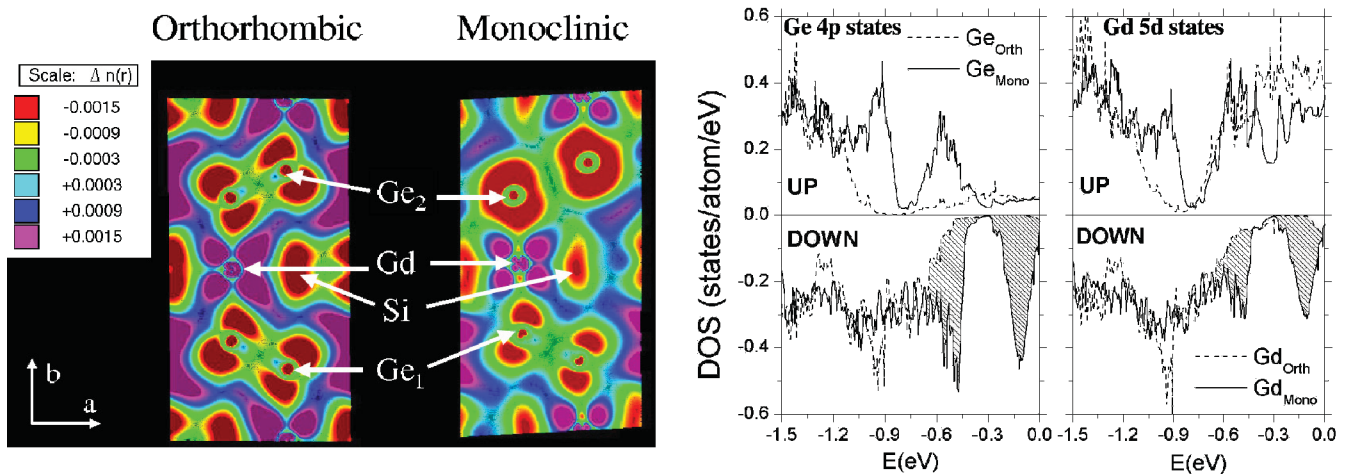 Orthorhombic
Monoclinic
Scale: Δ n(r)
-0.0015
-0.0009
-0.0003
+0.0003
+0.0009
+0.0015
Ge2
Gd
Si
Ge1
b
a
DOS (states/atom/eV)
0.6
0.4
0.2
0.0
-0.2
-0.4
-0.6
Ge 4p states
GeOrth
GeMono
UP
DOWN
-1.5 -1.2 -0.9 -0.6 -0.3 0.0
E(eV)
Gd 5d states
UP
DOWN
GdOrth
GdMono
-1.5 -1.2 -0.9 -0.6 -0.3 0.0
E(eV)